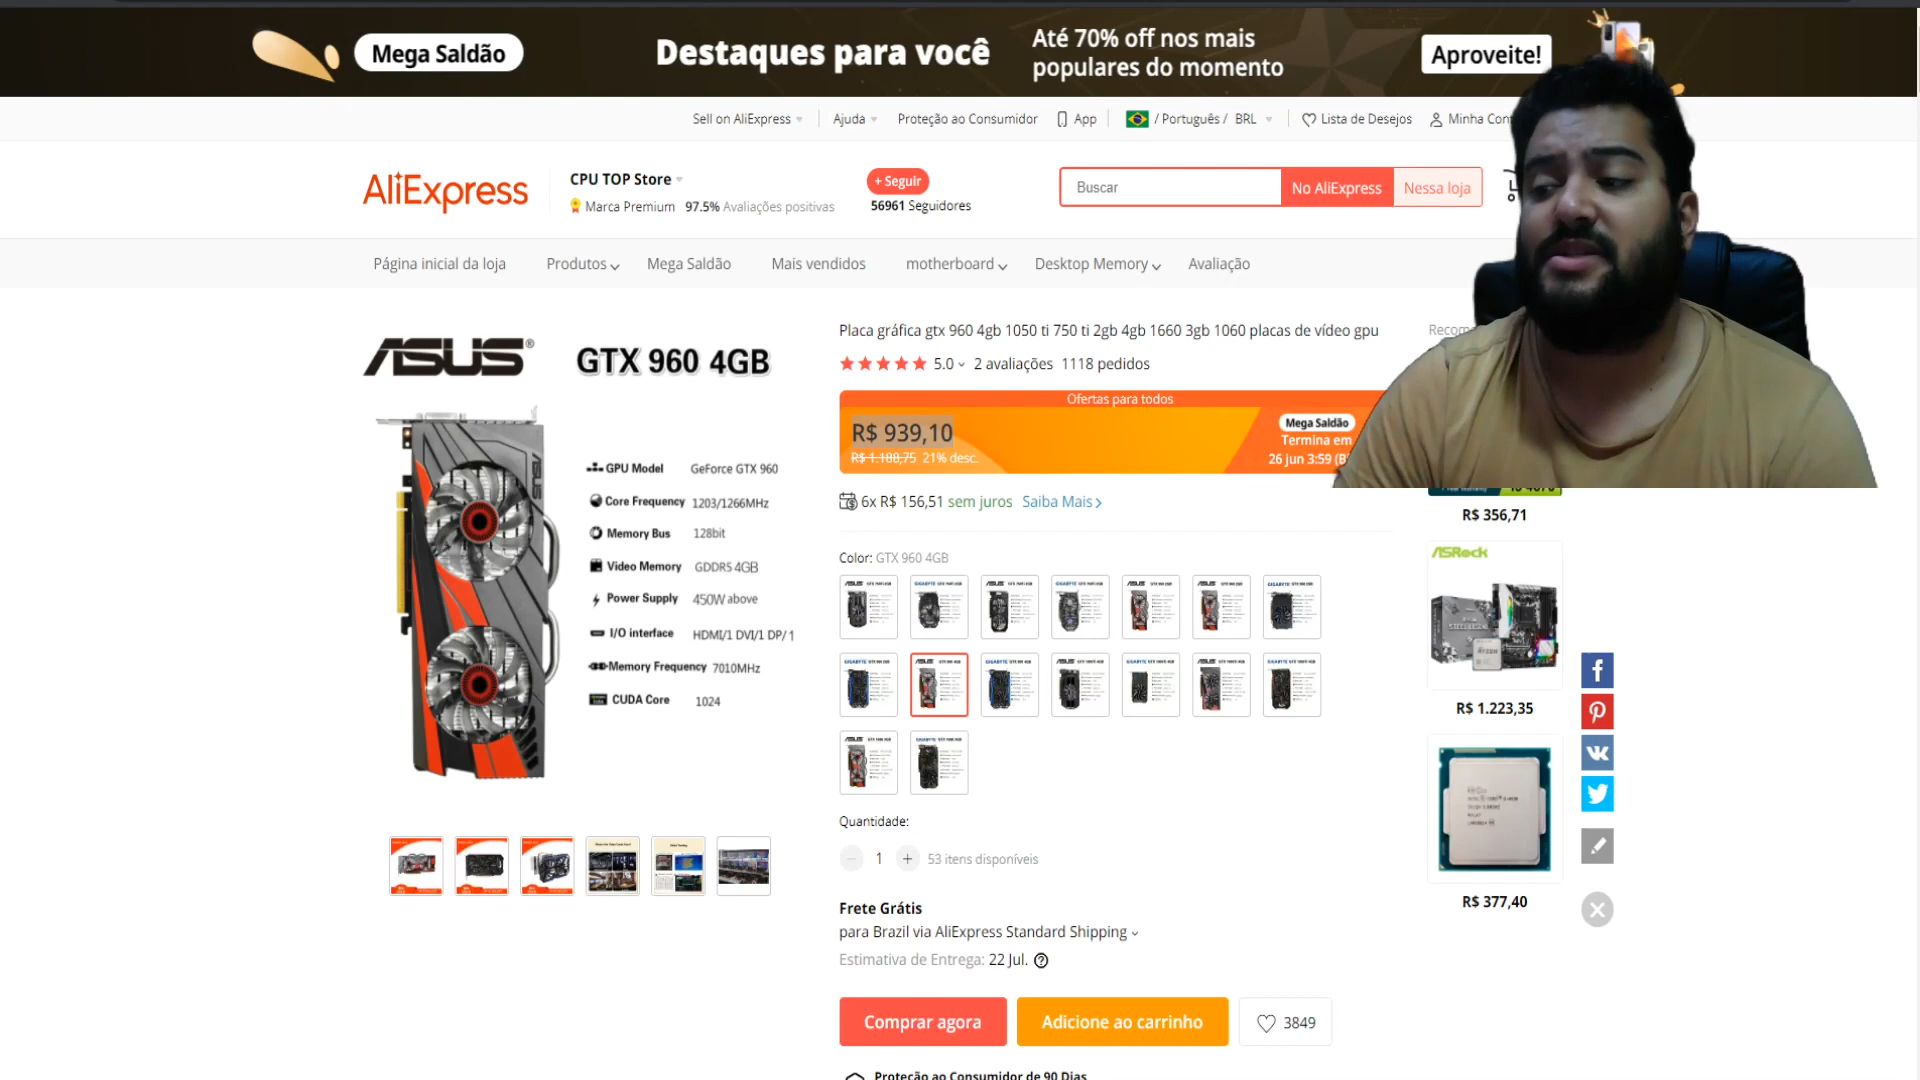 Mega Saldão
Destaques para você
Até 70% off nos mais
populares do momento
Aproveite!
Sell on AliExpress
Ajuda
Proteção ao Consumidor
App
/ Português / BRL
Lista de Desejos
Minha Cont
AliExpress
CPU TOP Store
Marca Premium 97.5% Avaliações positivas
+ Seguir
56961 Seguidores
Buscar
No AliExpress
Nessa loja
Página inicial da loja
Produtos
Mega Saldão
Mais vendidos
motherboard
Desktop Memory
Avaliação
ASUS
GTX 960 4GB
GPU Model GeForce GTX 960
Core Frequency 1203/1266MHz
Memory Bus 128bit
Video Memory GDDR5 4GB
Power Supply 450W above
I/O interface HDMI/1 DVI/1 DP/1
Memory Frequency 7010MHz
CUDA Core 1024
Placa gráfica gtx 960 4gb 1050 ti 750 ti 2gb 4gb 1660 3gb 1060 placas de vídeo gpu
5.0 2 avaliações 1118 pedidos
Ofertas para todos
R$ 939,10
R$ 1.188,75 21% desc.
Mega Saldão
Termina em
26 jun 3:59 (B
6x R$ 156,51 sem juros Saiba Mais
Color: GTX 960 4GB
Quantidade:
1
53 itens disponíveis
Frete Grátis
para Brazil via AliExpress Standard Shipping
Estimativa de Entrega: 22 Jul.
Comprar agora
Adicione ao carrinho
3849
Proteção ao Consumidor de 90 Dias
Recom
R$ 356,71
ASRock
R$ 1.223,35
R$ 377,40